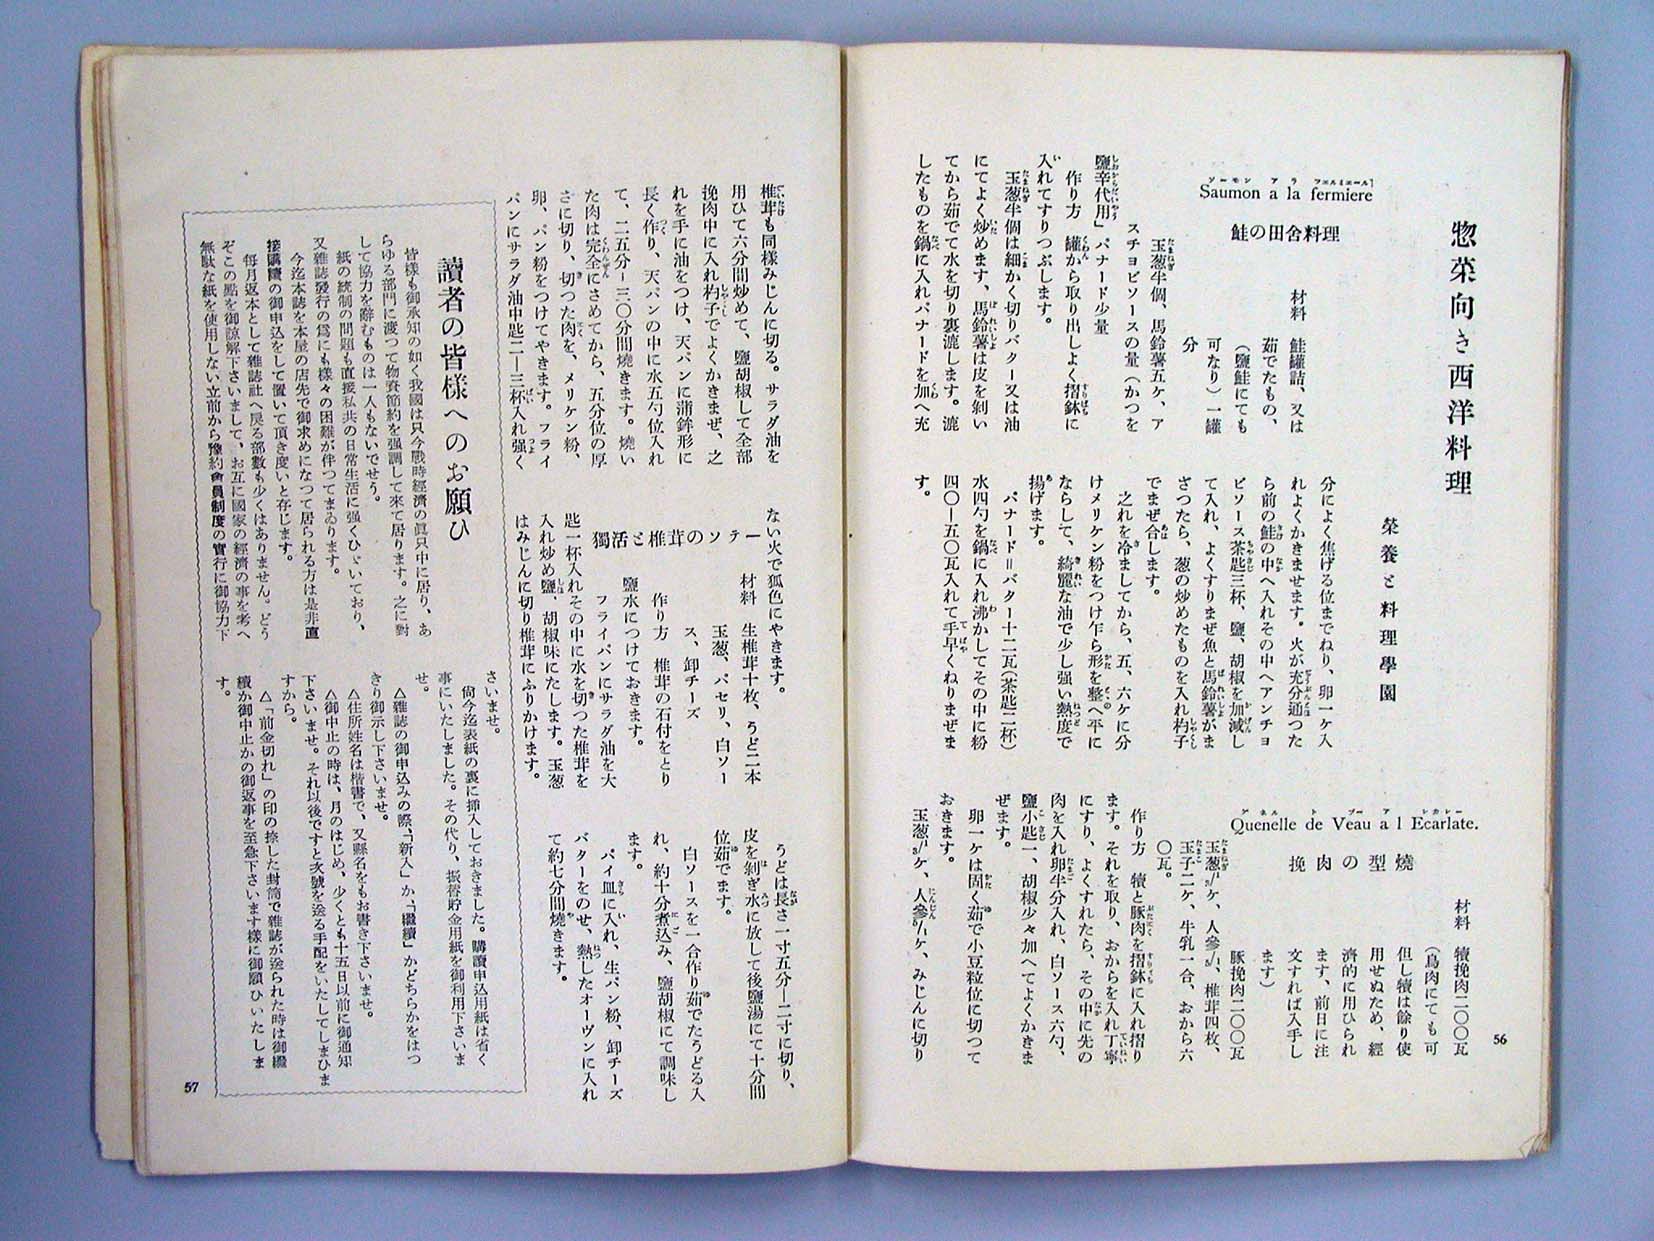 惣菜向き西洋料理
榮養と料理學園
ソーモン ア ラ フエルミエール
Saumon a la fermiere
鮭の田舍料理
材料 鮭罐詰、又は
茹でたもの、
(鹽鮭にても
可なり)一罐
分
玉葱半個、馬鈴薯五ヶ、ア
スチヨビソースの量(かつを
鹽辛代用)パナード少量
作り方 罐から取り出しよく摺鉢に
入れてすりつぶします。
玉葱半個は細かく切りバター又は油
にてよく炒めます、馬鈴薯は皮を剝い
てから茹でて水を切り裏漉します。漉
したものを鍋に入れパナードを加へ充
分によく焦げる位までねり、卵一ヶ入
れよくかきませます。火が充分通つた
ら前の鮭の中へ入れその中へアンチヨ
ビソース茶匙三杯、鹽、胡椒を加減し
て入れ、よくすりまぜ魚と馬鈴薯がま
ざつたら、葱の炒めたものを入れ杓子
でまぜ合します。
之れを冷ましてから、五、六ケに分
けメリケン粉をつけ乍ら形を整へ平に
ならして、綺麗な油で少し强い熱度で
揚げます。
パナード＝バター十二瓦(茶匙二杯)
水四勺を鍋に入れ沸かしてその中に粉
四〇ー五〇瓦入れて手早くねりまぜま
す。
Quenelle de Veau a l Ecarlate.
挽肉の型燒
材料 犢挽肉二〇〇瓦
(鳥肉にても可
但し犢は餘り使
用せぬため、經
濟的に用ひられ
ます、前日に注
文すれば入手し
ます)
豚挽肉二〇〇瓦
玉葱1/2ケ、人參1/2、椎茸四枚、
玉子二ケ、牛乳一合、おから六
〇瓦。
作り方 犢と豚肉を摺鉢に入れ摺り
ます。それを取り、おからを入れ丁寧
にすり、よくすれたら、その中に先の
肉を入れ卵半分入れ、白ソース六勺、
鹽小匙一、胡椒少々加へてよくかきま
ぜます。
卵一ケは固く茹で小豆粒位に切つて
おきます。
玉葱1/2ケ、人參1/2ケ、みじんに切り
56
椎茸も同樣みじんに切る。サラダ油を
用ひて六分間炒めて、鹽胡椒して全部
挽肉中に入れ杓子でよくかきまぜ、之
れを手に油をつけ、天パンに蒲鉾形に
長く作り、天パンの中に水五勺位入れ
て、二五分ー三〇分間燒きます。燒い
た肉は完全にさめてから、五分位の厚
さに切り、切つた肉を、メリケン粉、
卵、パン粉をつけてやきます。フライ
パンにサラダ油中匙二ー三杯入れ强く
ない火で狐色にやきます。
獨活と椎茸のソテー
材料 生椎茸十枚、うど二本
玉葱、パセリ、白ソー
ス、卸チーズ
作り方 椎茸の石付をとり
鹽水につけておきます。
フライパンにサラダ油を大
匙一杯入れその中に水を切つた椎茸を
入れ炒め鹽、胡椒味にたします。玉葱
はみじんに切り椎茸にふりかけます。
うどは長さ一寸五分ー二寸に切り、
皮を剝ぎ水に放して後鹽湯にて十分間
位茹でます。
白ソースを一合作り茹でたうどる入
れ、約十分煮込み、鹽胡椒にて調味し
ます。
パイ皿に入れ、生パン粉、卸チーズ
バターをのせ、熱したオーヴンに入れ
て約七分間燒きます。
讀者の皆樣へのお願ひ
皆樣も御承知の如く我國は只今戰時經濟の眞只中に居り、あ
らゆる部門に渡つて物資節約を强調して來て居ります。之に對
して協力を辭むものは一人もないでせう。
紙の統制の問題も直接私共の日常生活に强くひゞいており、
又雜誌發行の爲にも樣々の困難が伴つてまゐります。
今迄本誌を本屋の店先で御求めになつて居られる方は是非直
接購讀の御申込をして置いて頂き度いと存じます。
每月返本として雜誌社へ戾る部數も少くはありません。どう
ぞこの點を御諒解下さいまして、お互に國家の經濟の事を考へ
無駄な紙を使用しない立前から豫約會員制度の實行に御協力下
さいませ。
尙今迄表紙の裏に挿入しておきました。購讀申込用紙は省く
事にいたしました。その代り、振替貯金用紙を御利用下さいま
せ。
△雜誌の御申込みの際、「新入」か、「繼續」かどちらかをはつ
きり御示し下さいませ。
△住所姓名は楷書で、又縣名をもお書き下さいませ。
△御中止の時は、月のはじめ、少くとも十五日以前に御通知
下さいませ。それ以後ですと次號を送る手配をいたしてしまひま
すから。
△「前金切れ」の印の捺した封筒で雜誌が送られた時は御繼
續か御中止かの御返事を至急下さいます樣に御願ひいたしま
す。
57